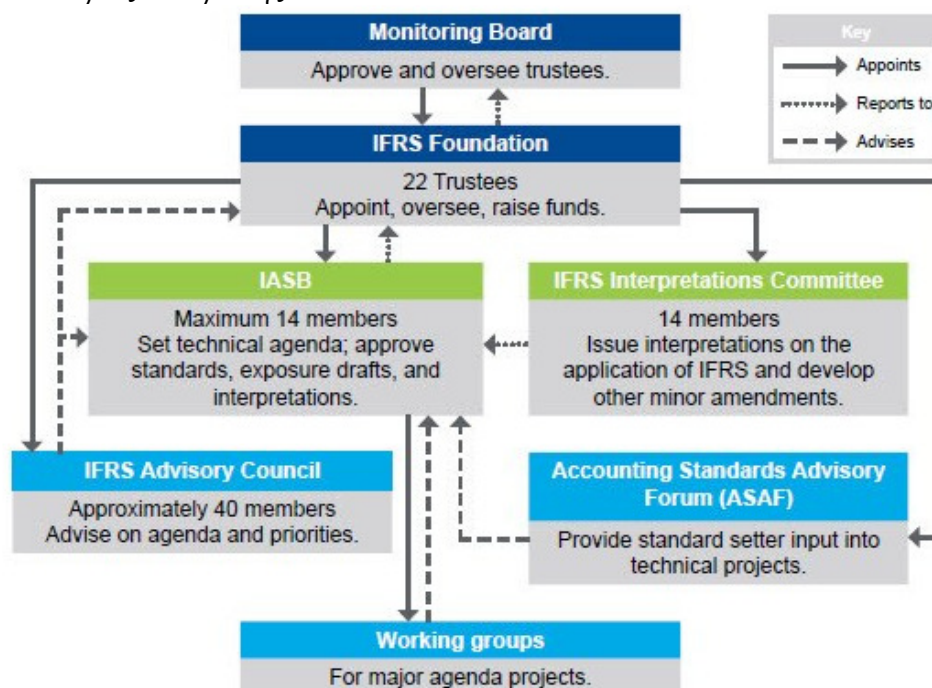 Monitoring Board
Approve and oversee trustees.
Key
Appoints
Reports to
Advises
IFRS Foundation
22 Trustees
Appoint, oversee, raise funds.
IASB
Maximum 14 members
Set technical agenda; approve
standards, exposure drafts, and
interpretations.
IFRS Interpretations Committee
14 members
Issue interpretations on the
application of IFRS and develop
other minor amendments.
IFRS Advisory Council
Approximately 40 members
Advise on agenda and priorities.
Accounting Standards Advisory
Forum (ASAF)
Provide standard setter input into
technical projects.
Working groups
For major agenda projects.